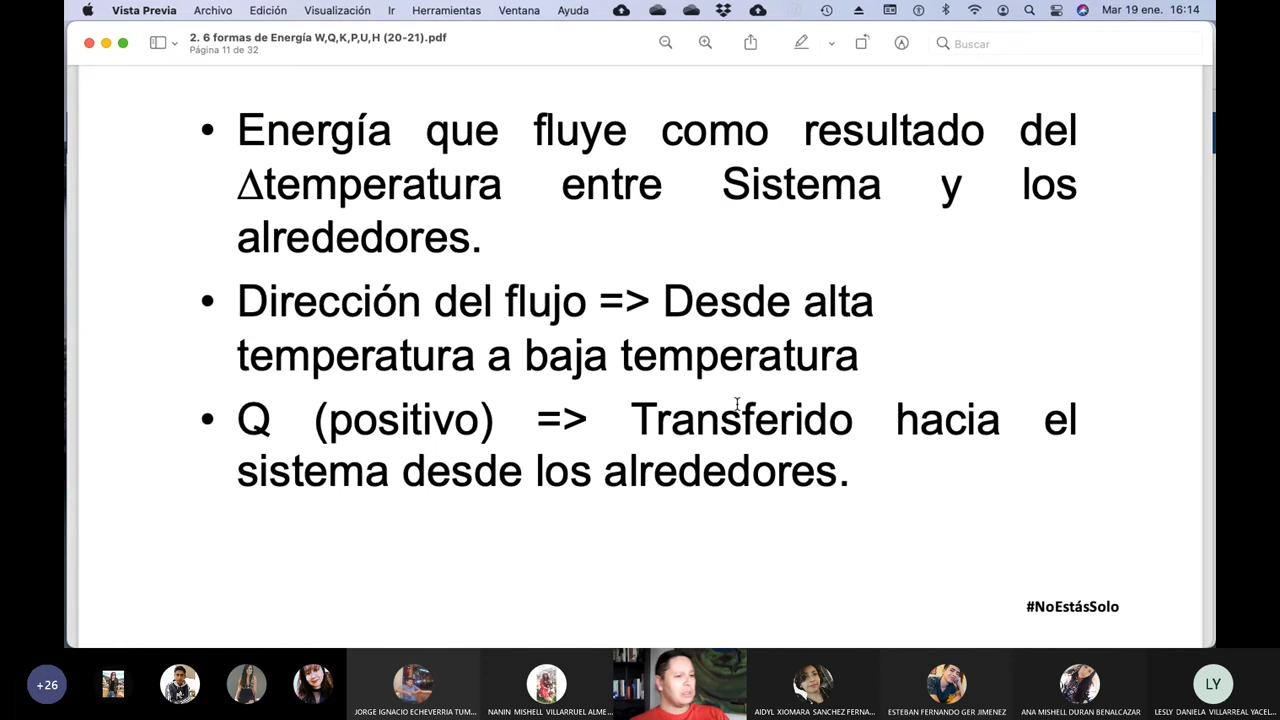 Vista Previa Archivo Edición Visualización Ir Herramientas Ventana Ayuda Mar 19 ene. 16:14
2. 6 formas de Energía W,Q,K,P,U,H (20-21).pdf
Página 11 de 32
Buscar
• Energía que fluye como resultado del
∆temperatura entre Sistema y los
alrededores.
• Dirección del flujo => Desde alta
temperatura a baja temperatura
• Q (positivo) => Transferido hacia el
sistema desde los alrededores.
#NoEstásSolo
+26
LY
JORGE IGNACIO ECHEVERRIA TUM... NANIN MISHELL VILLARRUEL ALME... AIDYL XIOMARA SANCHEZ FERNA... ESTEBAN FERNANDO GER JIMENEZ ANA MISHELL DURAN BENALCAZAR LESLY DANIELA VILLARREAL YACEL...